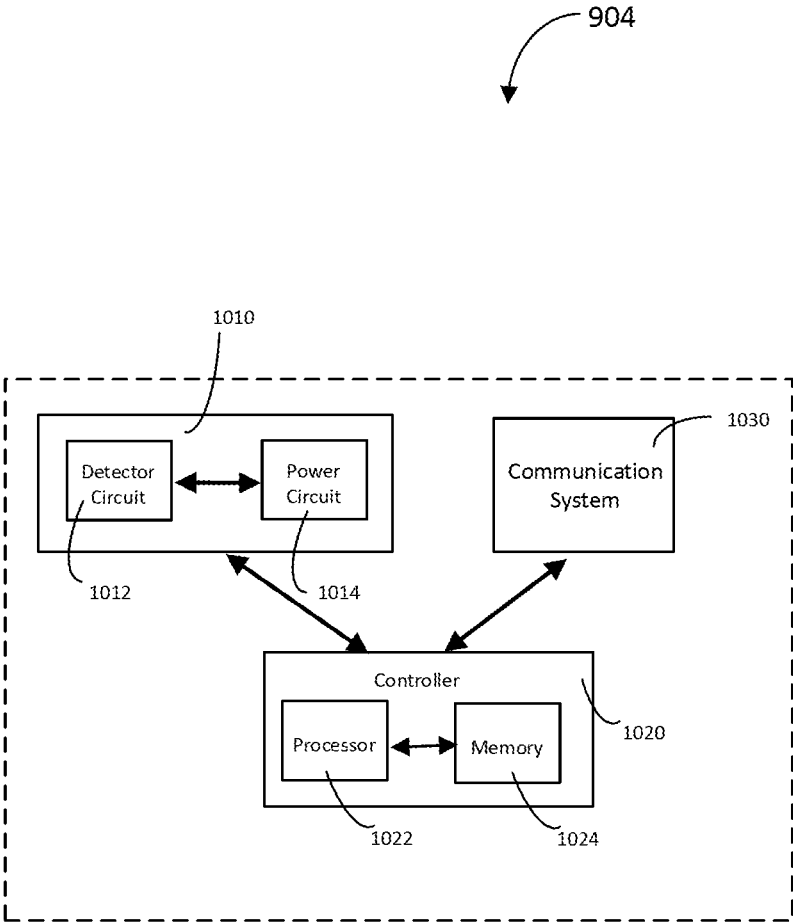 904
1010
1030
Detector
Circuit
Power
Circuit
Communication
System
1012
1014
Controller
1020
Processor
Memory
1022
1024